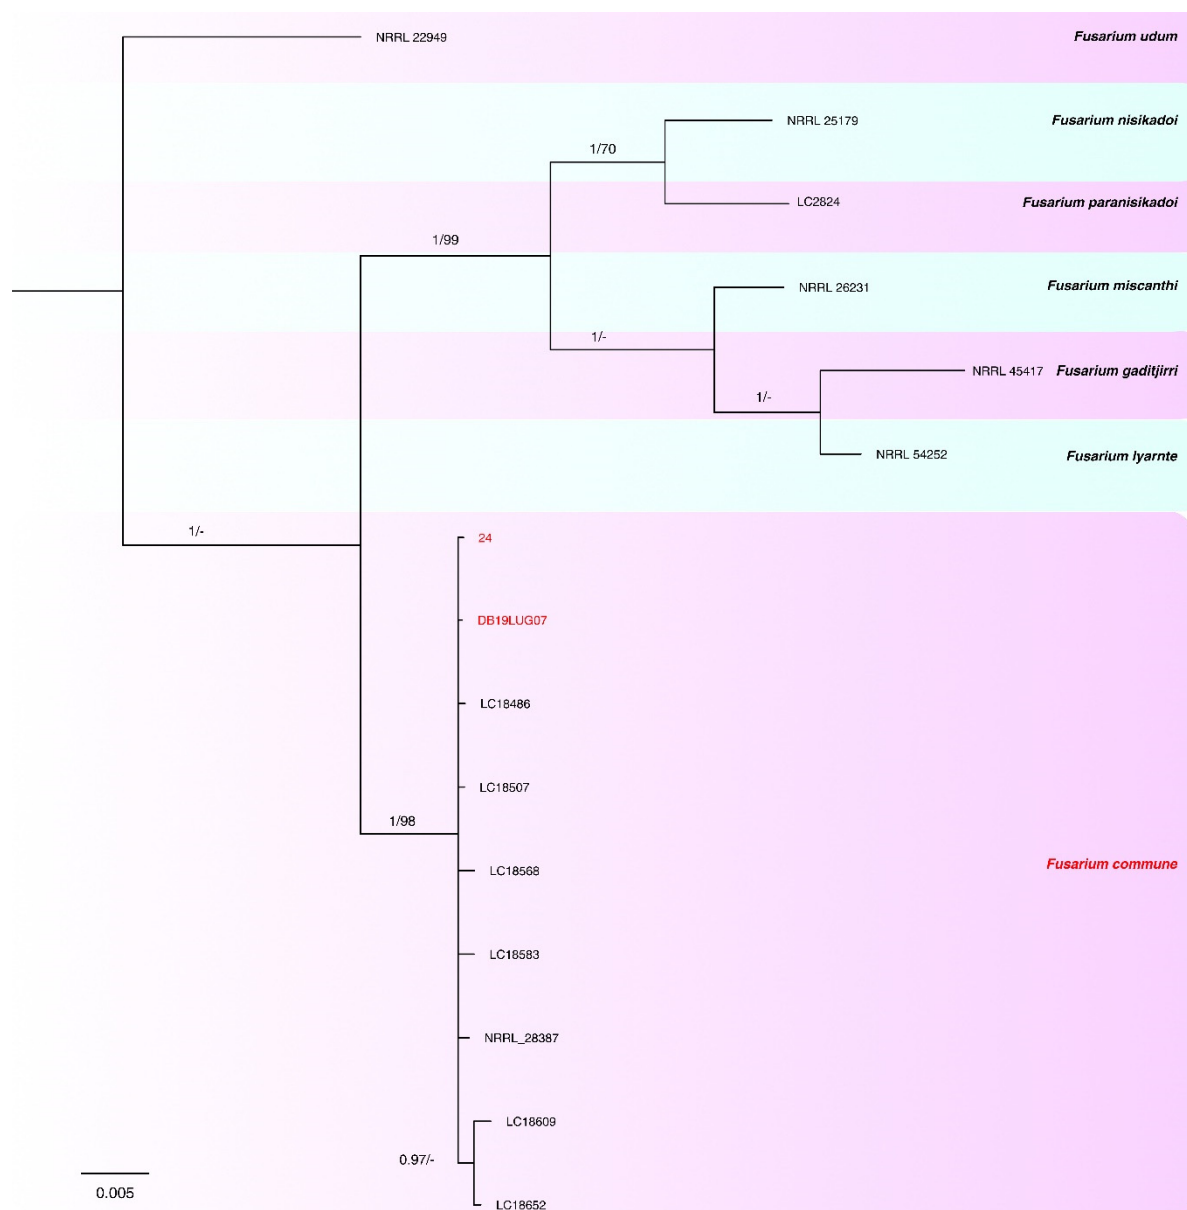 NRRL 22949 Fusarium udum
NRRL 25179 Fusarium nisikadoi
1/70
LC2824 Fusarium paranisikadoi
1/99
NRRL 26231 Fusarium miscanthi
1/-
NRRL 45417 Fusarium gaditjirri
1/-
NRRL 54252 Fusarium lyarnte
1/-
24
DB19LUG07
LC18486
LC18507
1/98
Fusarium commune
LC18568
LC18583
NRRL_28387
LC18609
0.97/-
0.005
LC18652